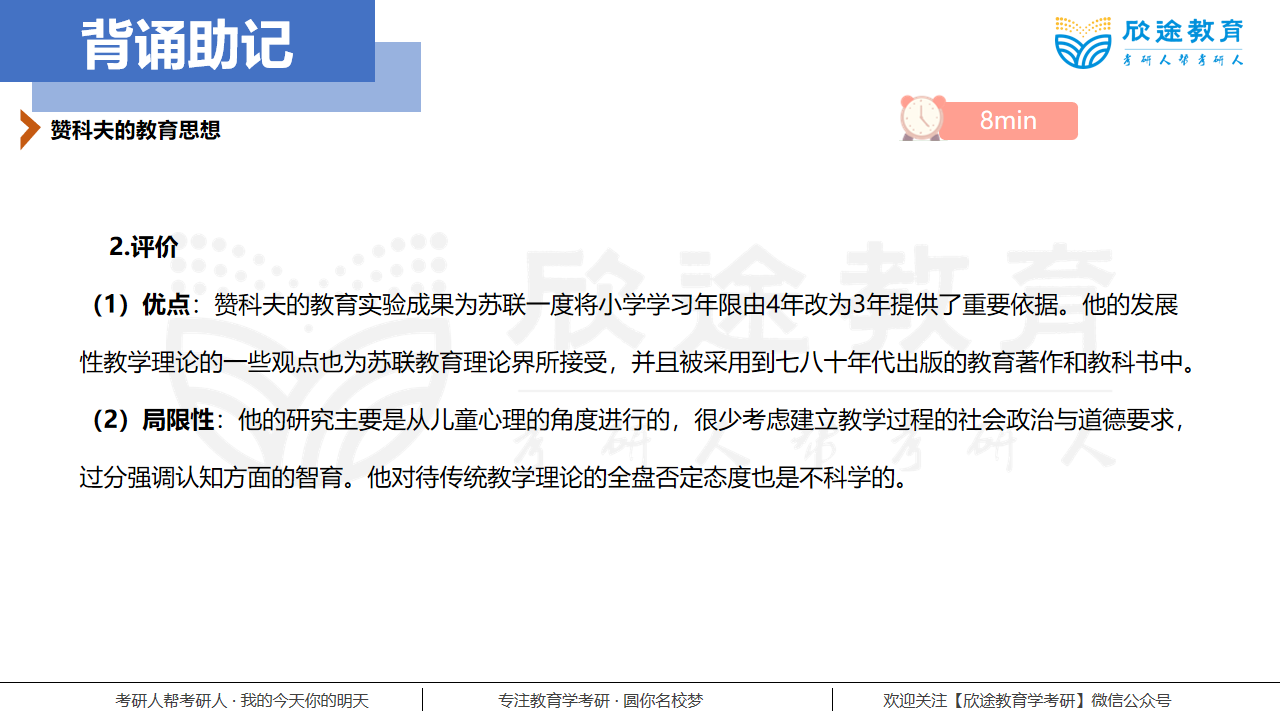 背诵助记
欣途教育
考研人帮考研人
赞科夫的教育思想
8min
2.评价
（1）优点：赞科夫的教育实验成果为苏联一度将小学学习年限由4年改为3年提供了重要依据。他的发展
性教学理论的一些观点也为苏联教育理论界所接受，并且被采用到七八十年代出版的教育著作和教科书中。
（2）局限性：他的研究主要是从儿童心理的角度进行的，很少考虑建立教学过程的社会政治与道德要求，
过分强调认知方面的智育。他对待传统教学理论的全盘否定态度也是不科学的。
欣途教育
考研人帮考研人
考研人帮考研人 · 我的今天你的明天
专注教育学考研 · 圆你名校梦
欢迎关注【欣途教育学考研】微信公众号